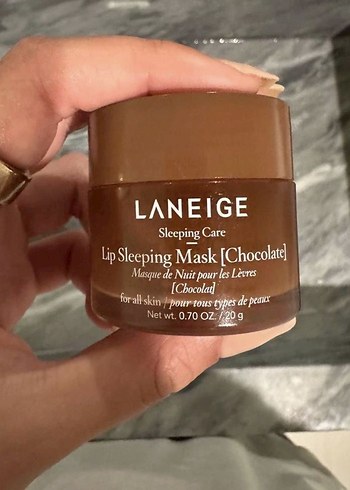 LANEIGE
Sleeping Care
Lip Sleeping Mask [Chocolate]
Masque de Nuit pour les Lèvres
[Chocolat]
for all skin / pour tous types de peaux
Net wt. 0.70 OZ. / 20 g